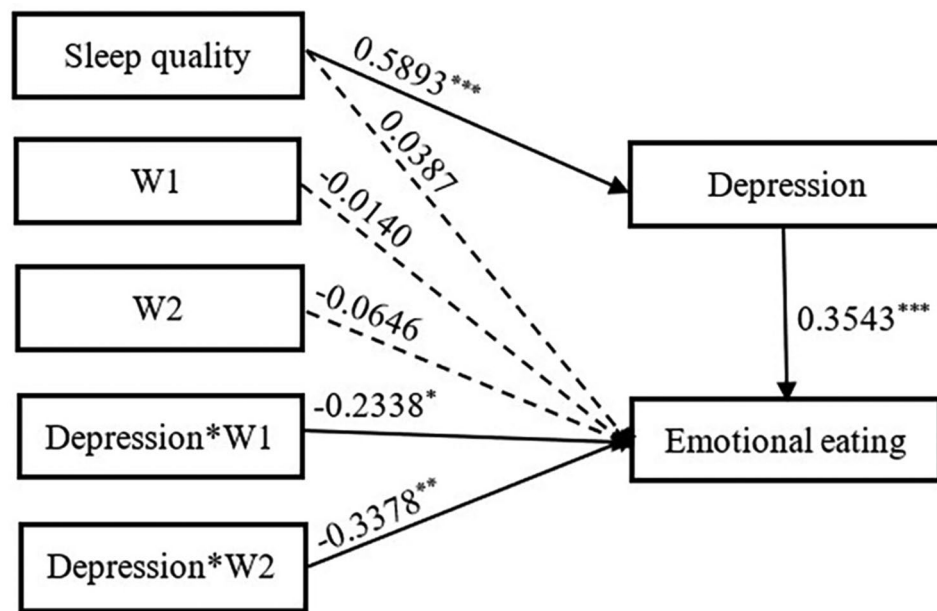 Sleep quality
0.5893***
0.0387
W1
-0.0140
Depression
W2
-0.0646
0.3543***
Depression*W1
-0.2338*
Emotional eating
Depression*W2
-0.3378**